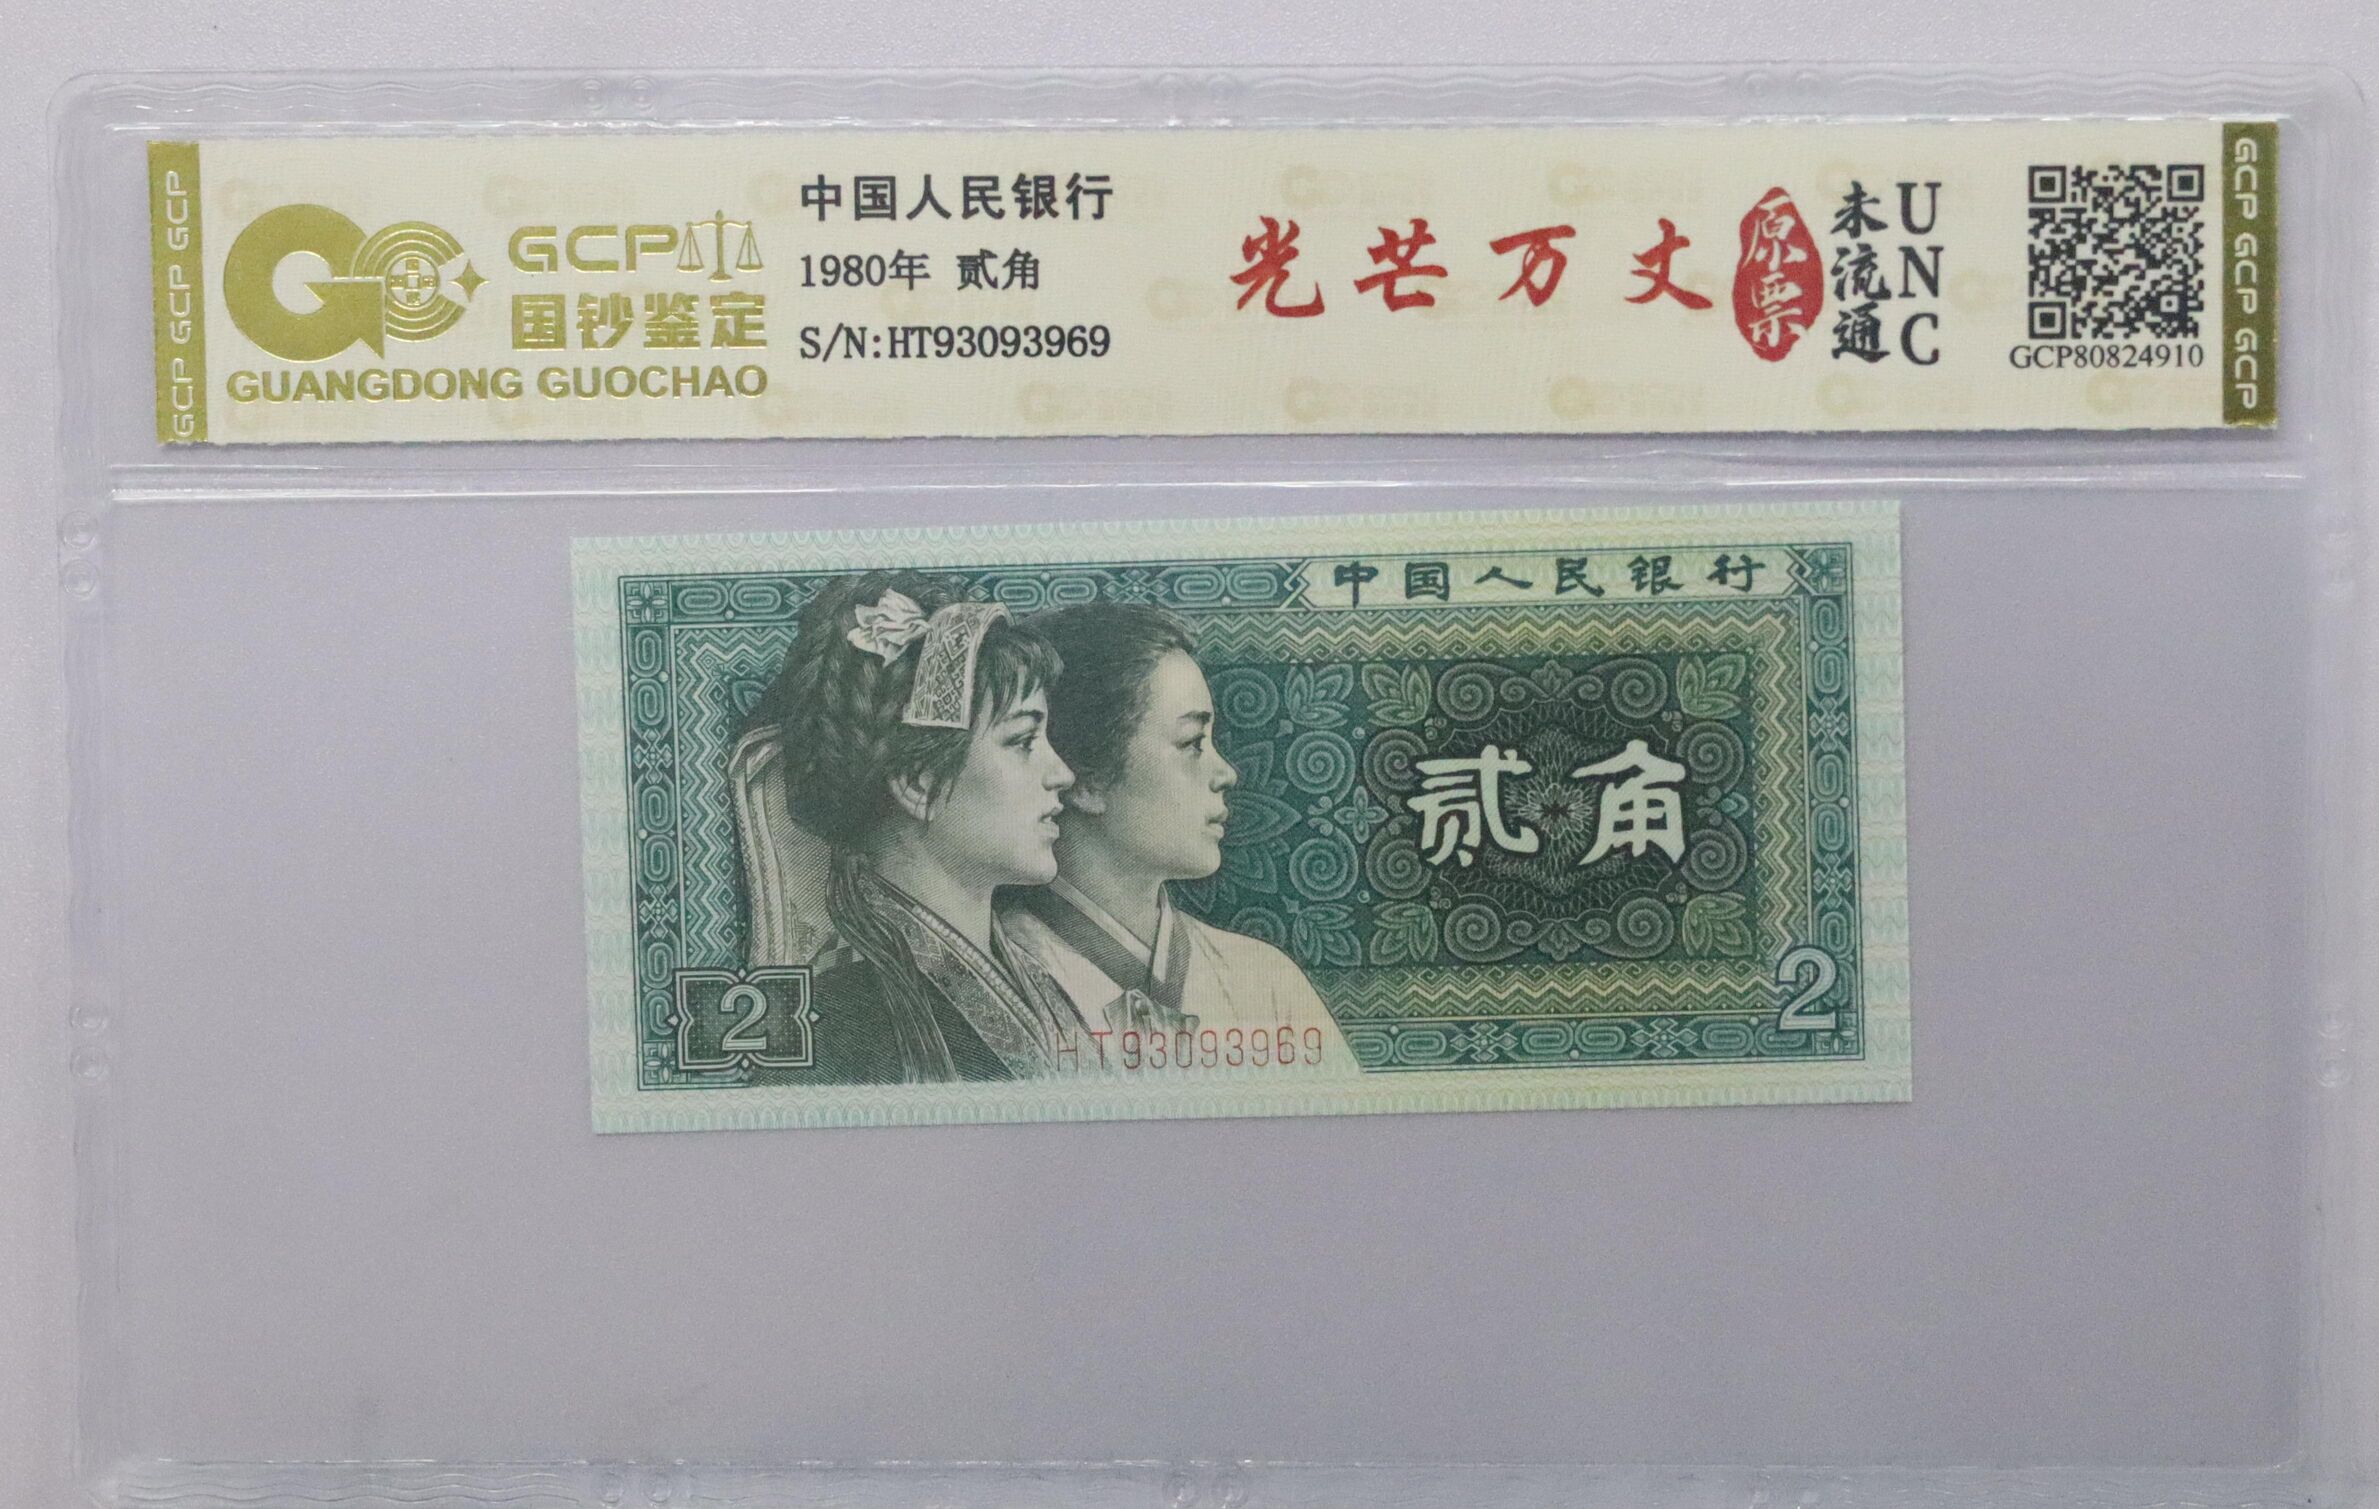 GCP GCP GCP
GCP
国钞鉴定
GUANGDONG GUOCHAO
中国人民银行
1980年 贰角
S/N:HT93093969
光芒万丈
原票
未流通
UNC
GCP80824910
GCP GCP GCP
中国人民银行
贰角
2
2
HT93093969